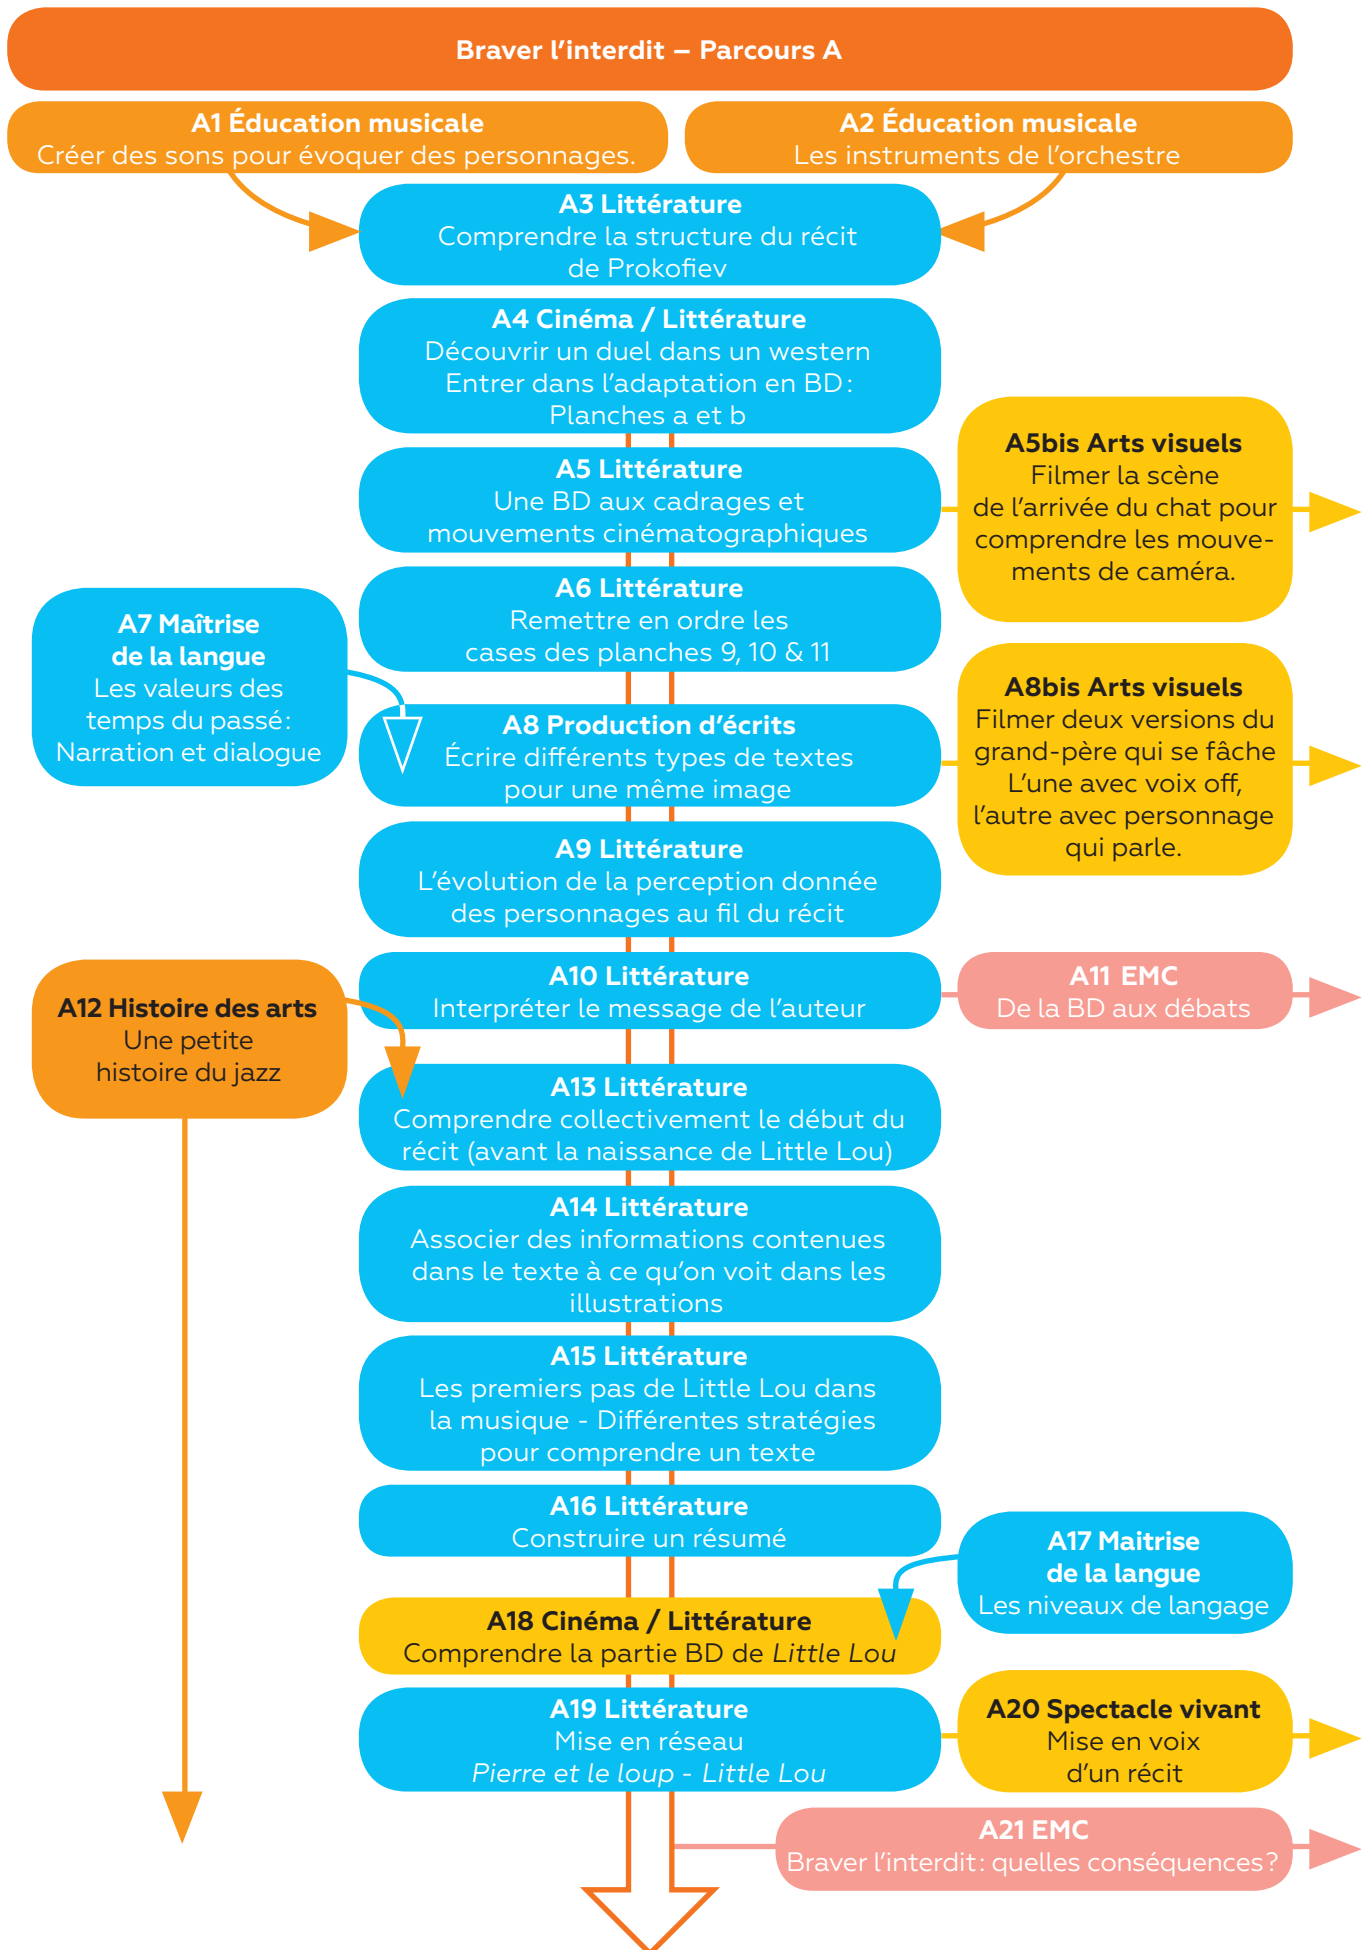 Braver l’interdit – Parcours A
A1 Éducation musicale
Créer des sons pour évoquer des personnages.
A2 Éducation musicale
Les instruments de l’orchestre
A3 Littérature
Comprendre la structure du récit
de Prokofiev
A4 Cinéma / Littérature
Découvrir un duel dans un western
Entrer dans l’adaptation en BD :
Planches a et b
A5 Littérature
Une BD aux cadrages et
mouvements cinématographiques
A5bis Arts visuels
Filmer la scène
de l’arrivée du chat pour
comprendre les mouve-
ments de caméra.
A6 Littérature
Remettre en ordre les
cases des planches 9, 10 & 11
A7 Maîtrise
de la langue
Les valeurs des
temps du passé :
Narration et dialogue
A8 Production d’écrits
Écrire différents types de textes
pour une même image
A8bis Arts visuels
Filmer deux versions du
grand-père qui se fâche
L’une avec voix off,
l’autre avec personnage
qui parle.
A9 Littérature
L’évolution de la perception donnée
des personnages au fil du récit
A10 Littérature
Interpréter le message de l’auteur
A11 EMC
De la BD aux débats
A12 Histoire des arts
Une petite
histoire du jazz
A13 Littérature
Comprendre collectivement le début du
récit (avant la naissance de Little Lou)
A14 Littérature
Associer des informations contenues
dans le texte à ce qu’on voit dans les
illustrations
A15 Littérature
Les premiers pas de Little Lou dans
la musique - Différentes stratégies
pour comprendre un texte
A16 Littérature
Construire un résumé
A17 Maitrise
de la langue
Les niveaux de langage
A18 Cinéma / Littérature
Comprendre la partie BD de Little Lou
A19 Littérature
Mise en réseau
Pierre et le loup - Little Lou
A20 Spectacle vivant
Mise en voix
d’un récit
A21 EMC
Braver l’interdit : quelles conséquences ?